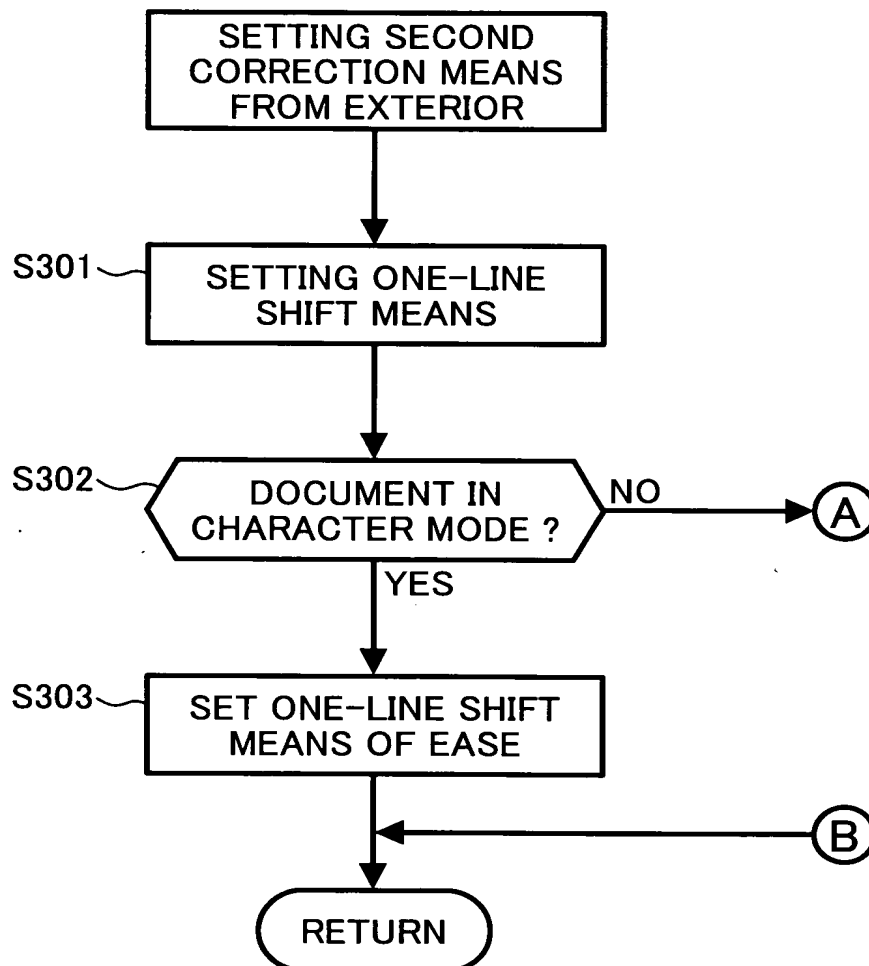 SETTING SECOND
CORRECTION MEANS
FROM EXTERIOR
S301
SETTING ONE-LINE
SHIFT MEANS
S302
DOCUMENT IN
CHARACTER MODE ?
NO
A
YES
S303
SET ONE-LINE SHIFT
MEANS OF EASE
B
RETURN